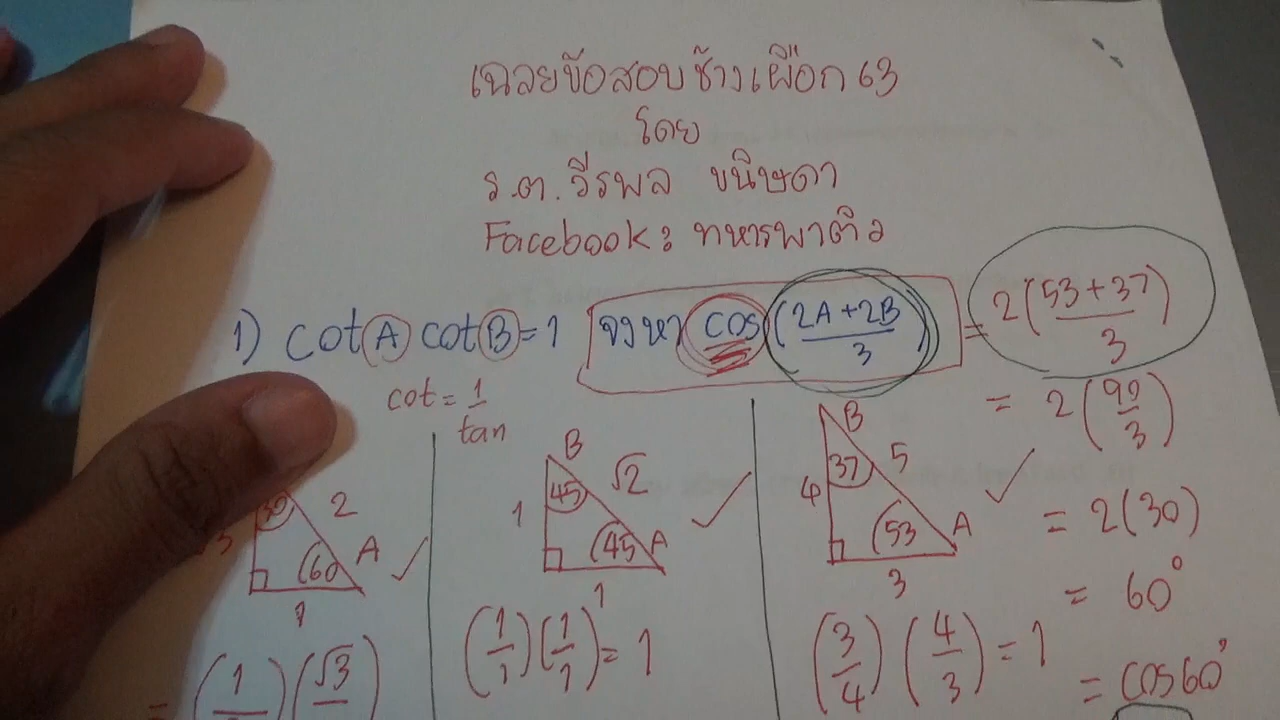 เฉลยข้อสอบช้างเผือก 63
โดย
ร.ต. วีรพล ขนิษดา
Facebook: ทหารพาติว
1) cot A cot B = 1 จงหา cos (2A + 2B / 3) = 2 (53 + 37 / 3)
cot = 1 / tan
= 2 (90 / 3)
= 2 (30)
= 60°
= cos 60°
30 2
60 A
1
(1 /) (√3 /)
B
45 √2
1
45 A
1
(1/1) (1/1) = 1
B
37 5
4
53 A
3
(3/4) (4/3) = 1